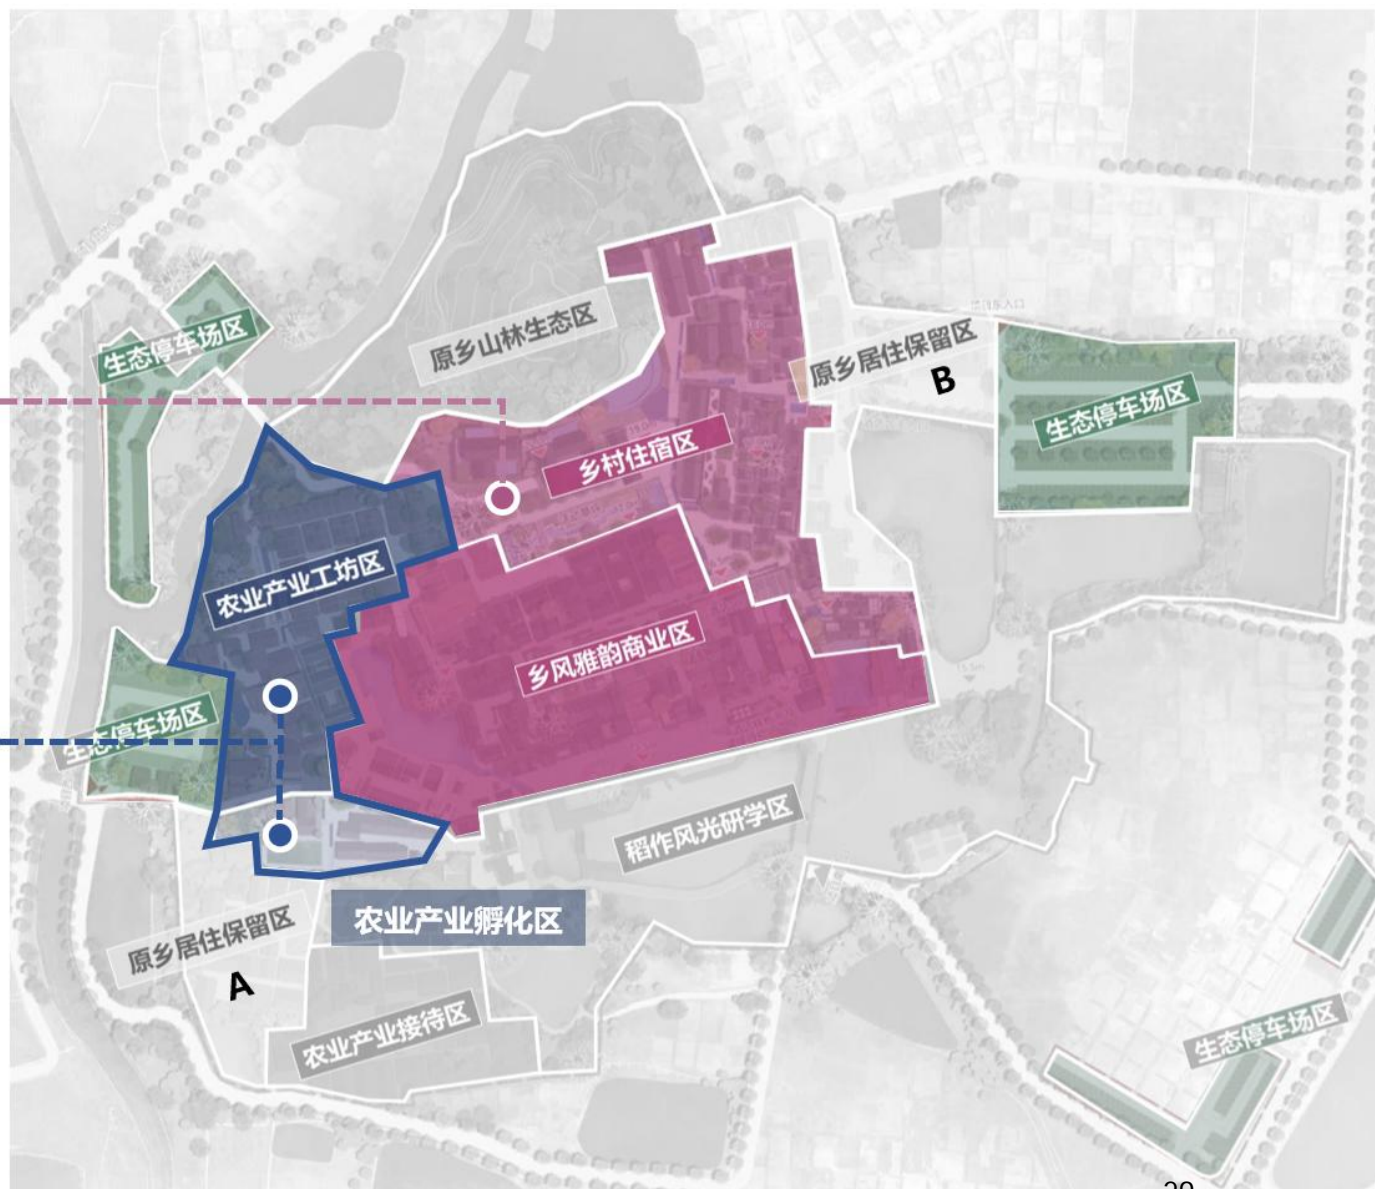 生态停车场区
原乡山林生态区
原乡居住保留区
B
生态停车场区
乡村住宿区
农业产业工坊区
乡风雅韵商业区
生态停车场区
稻作风光研学区
农业产业孵化区
原乡居住保留区
A
农业产业接待区
生态停车场区